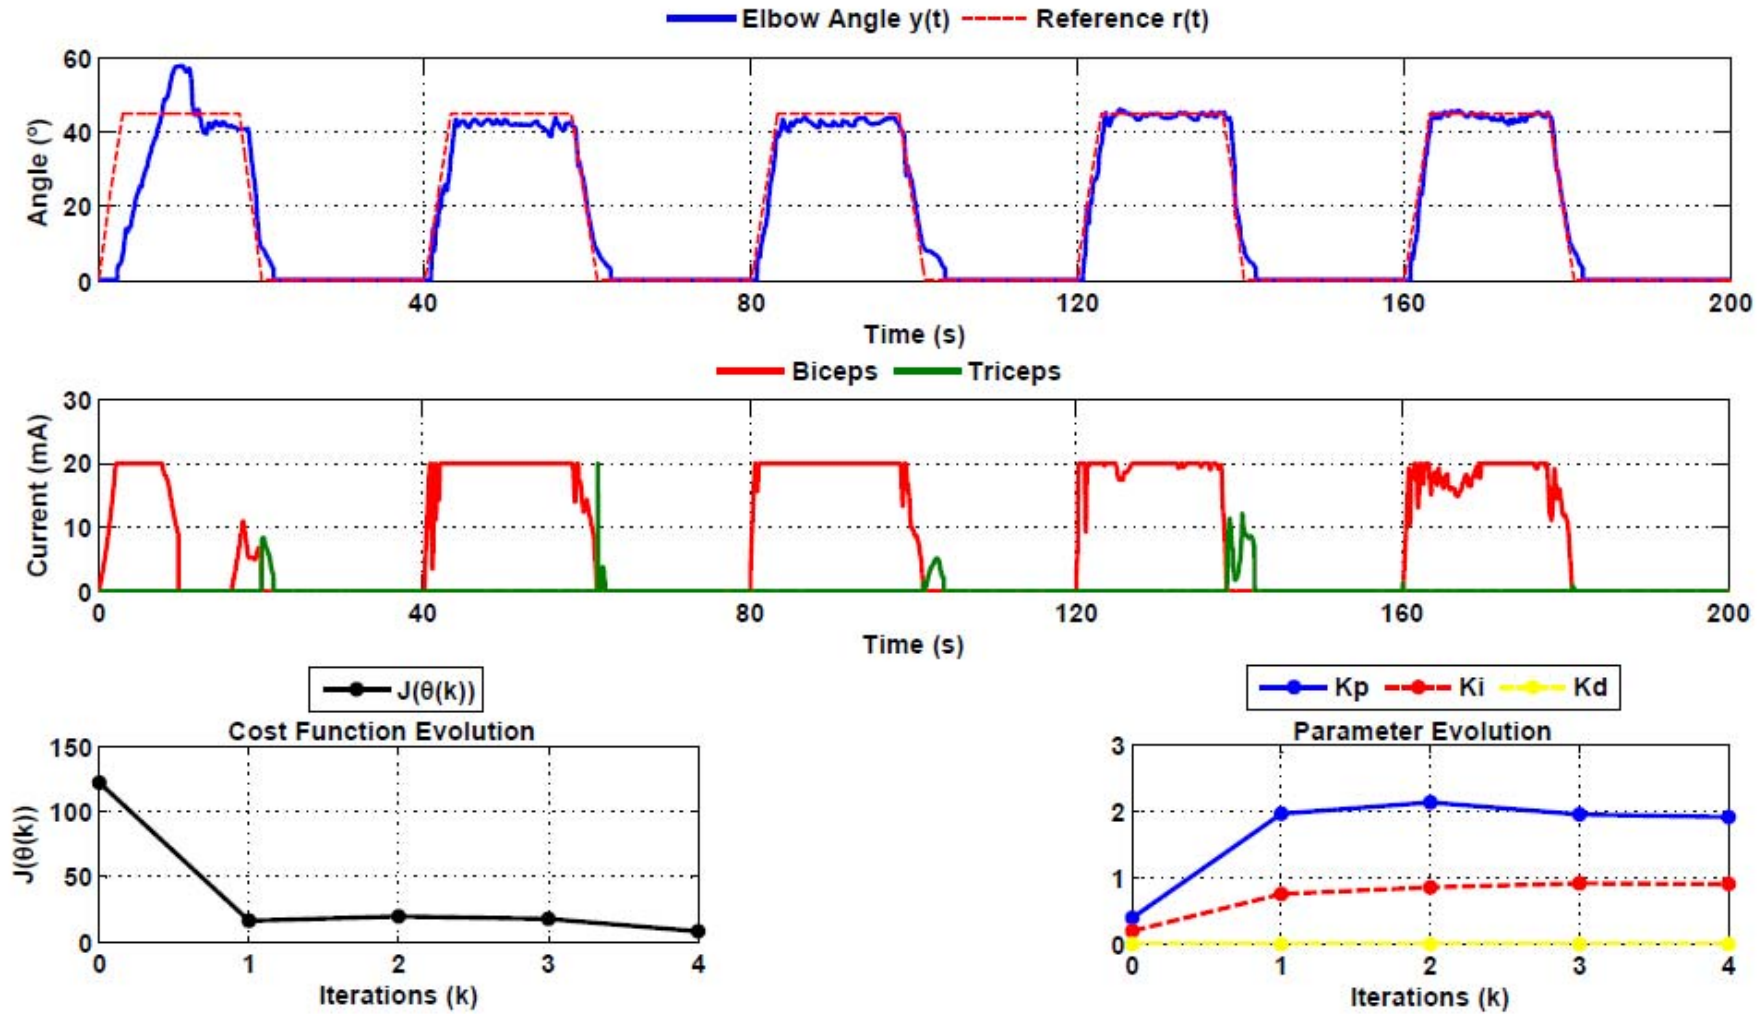 Elbow Angle y(t) Reference r(t)
60
40
20
0
Angle (°)
40 80 120 160 200
Time (s)
Biceps Triceps
30
20
10
0
Current (mA)
0 40 80 120 160 200
Time (s)
J(θ(k))
Cost Function Evolution
150
100
50
0
J(θ(k))
0 1 2 3 4
Iterations (k)
Kp Ki Kd
Parameter Evolution
3
2
1
0
0 1 2 3 4
Iterations (k)